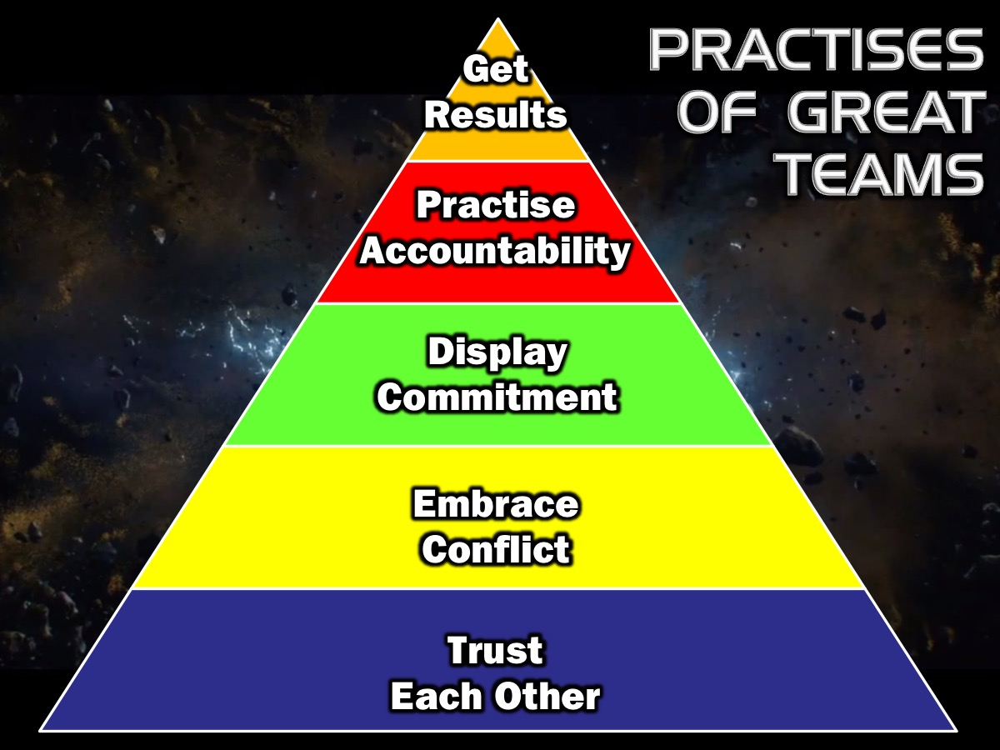 PRACTISES
OF GREAT
TEAMS
Get
Results
Practise
Accountability
Display
Commitment
Embrace
Conflict
Trust
Each Other